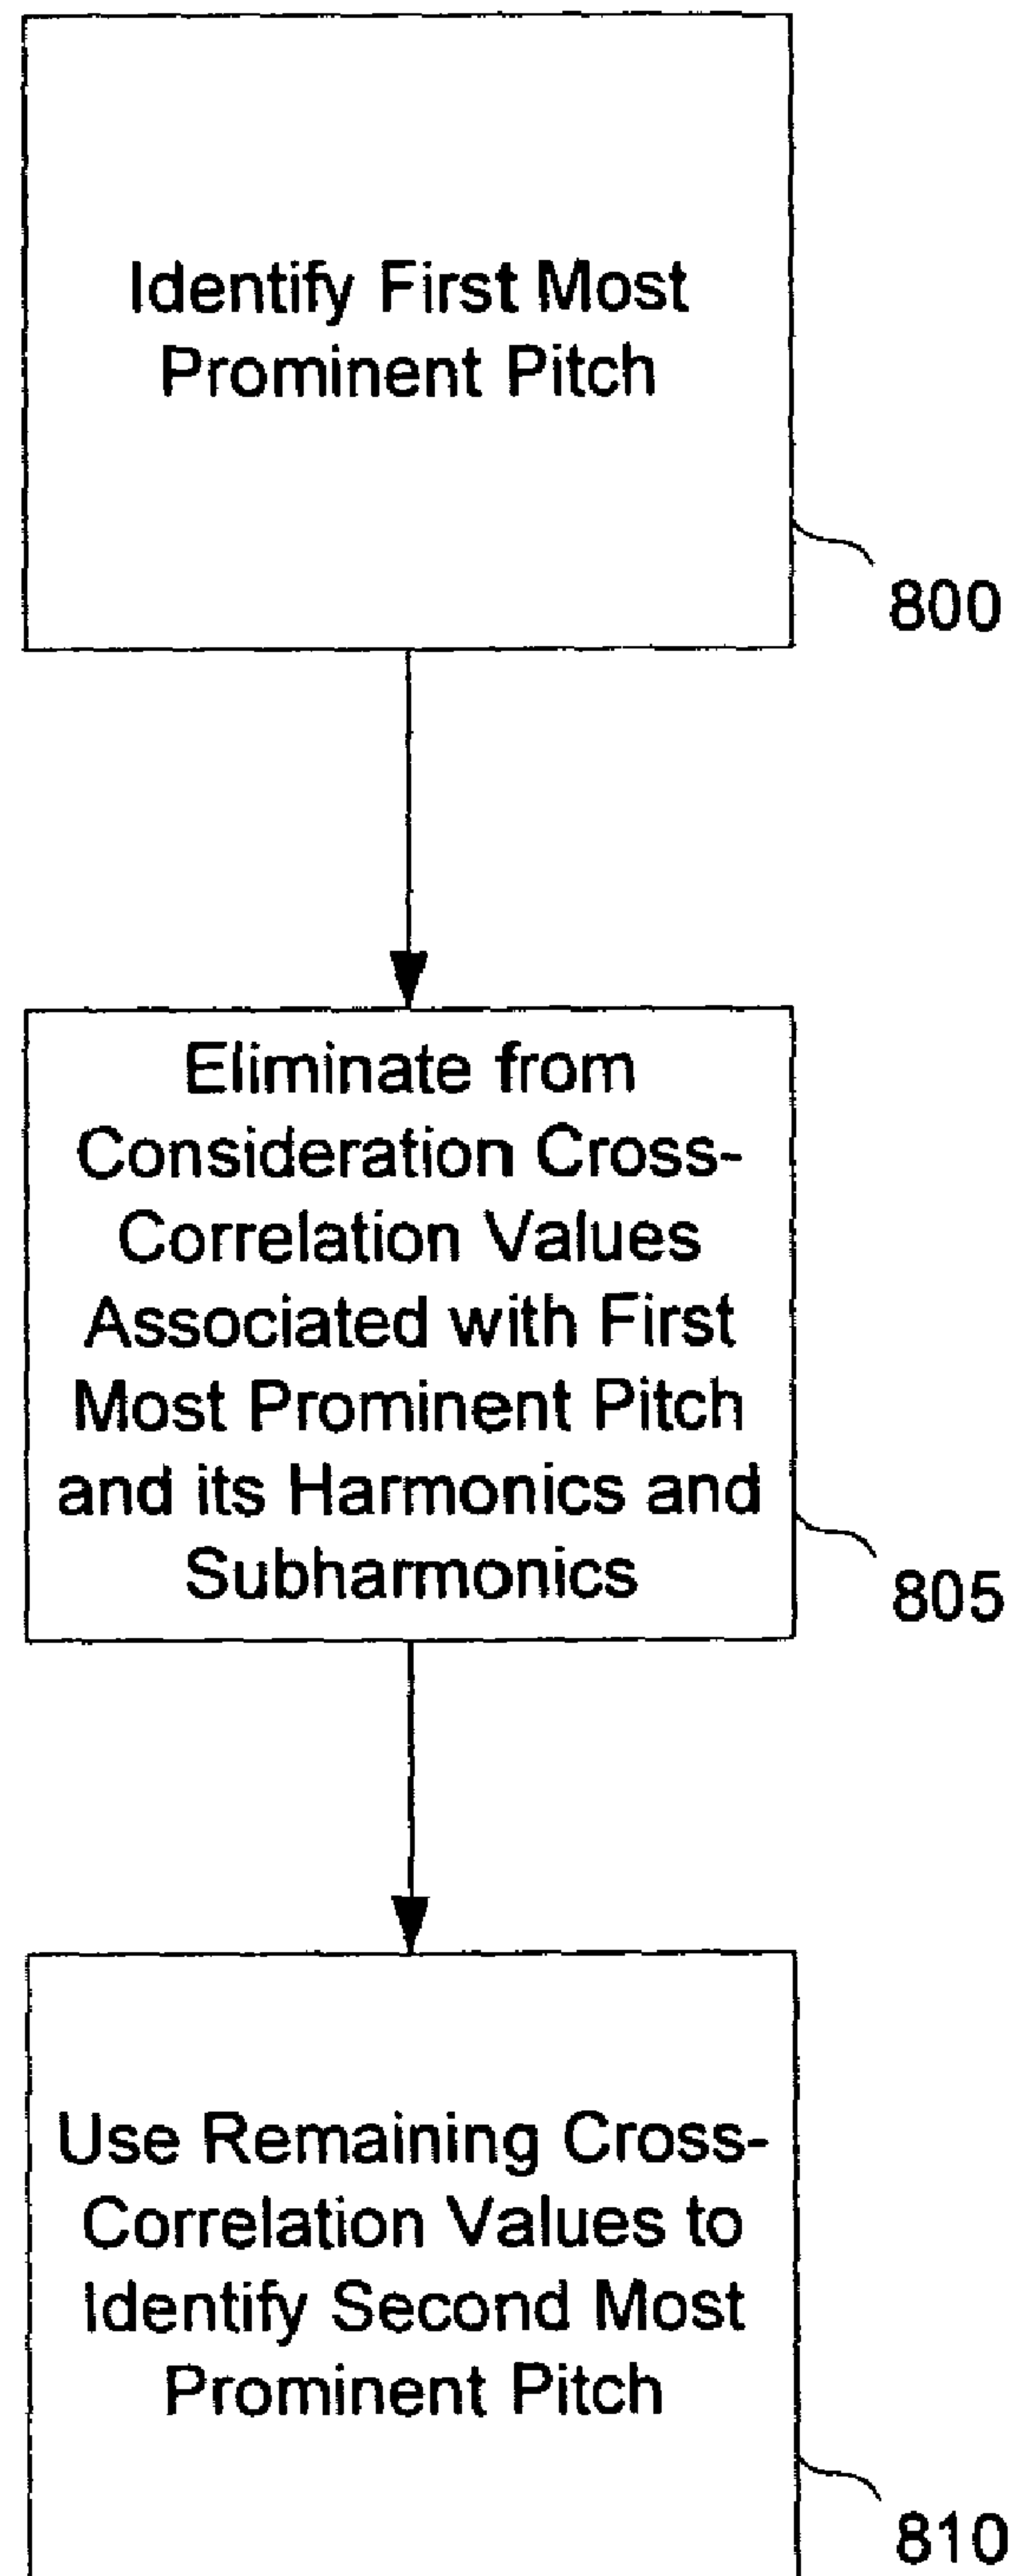 Identify First Most
Prominent Pitch
800
Eliminate from
Consideration Cross-
Correlation Values
Associated with First
Most Prominent Pitch
and its Harmonics and
Subharmonics
805
Use Remaining Cross-
Correlation Values to
Identify Second Most
Prominent Pitch
810